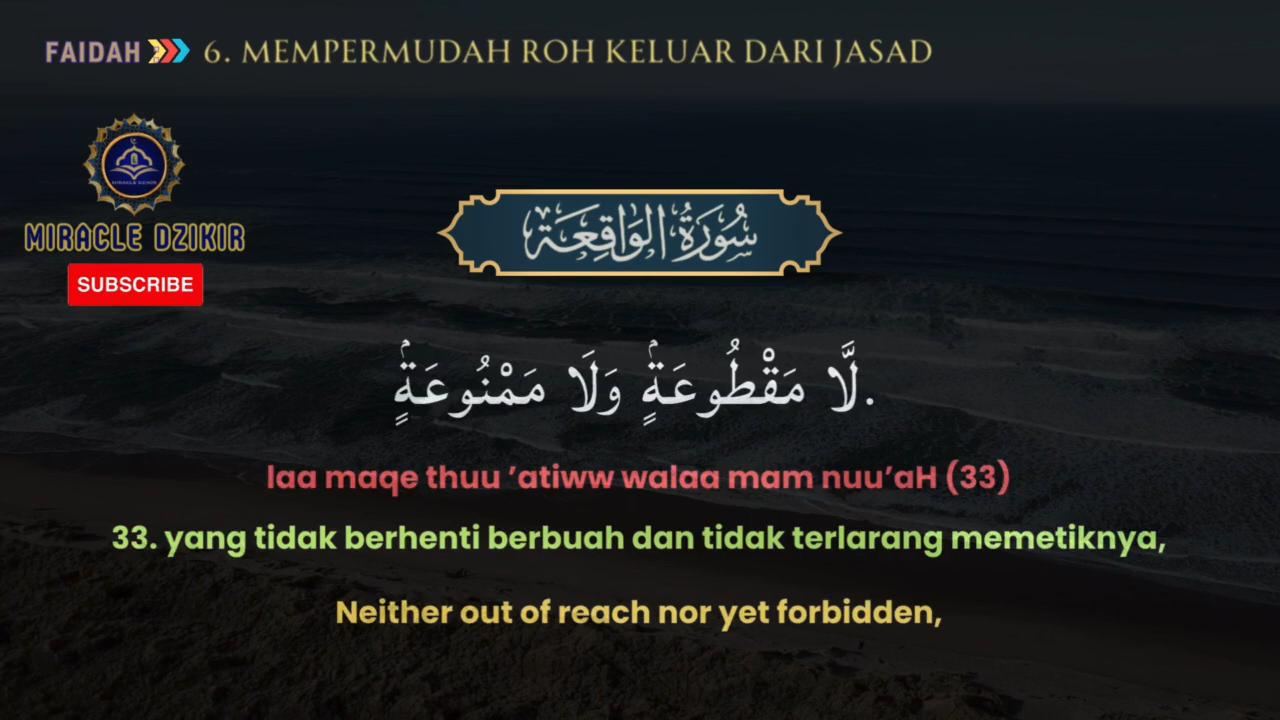 FAIDAH 6. MEMPERMUDAH ROH KELUAR DARI JASAD
MIRACLE DZIKIR
MIRACLE DZIKIR
SUBSCRIBE
سُورَةُ الوَاقِعَة
لَّا مَقْطُوعَةٍۢ وَلَا مَمْنُوعَةٍۢ.
laa maqe thuu ’atiww walaa mam nuu’aH (33)
33. yang tidak berhenti berbuah dan tidak terlarang memetiknya,
Neither out of reach nor yet forbidden,